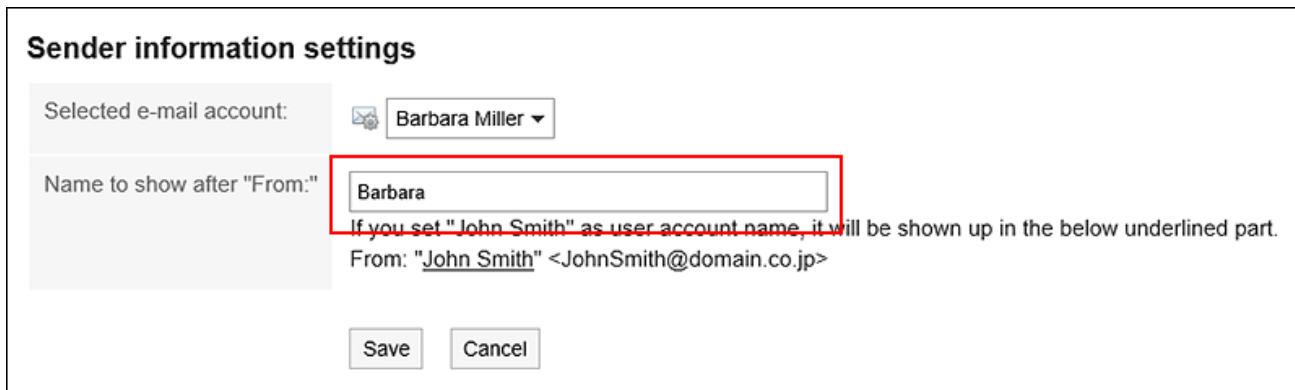 Sender information settings
Selected e-mail account:
Barbara Miller
Name to show after "From:"
Barbara
If you set "John Smith" as user account name, it will be shown up in the below underlined part.
From: "John Smith" <JohnSmith@domain.co.jp>
Save Cancel